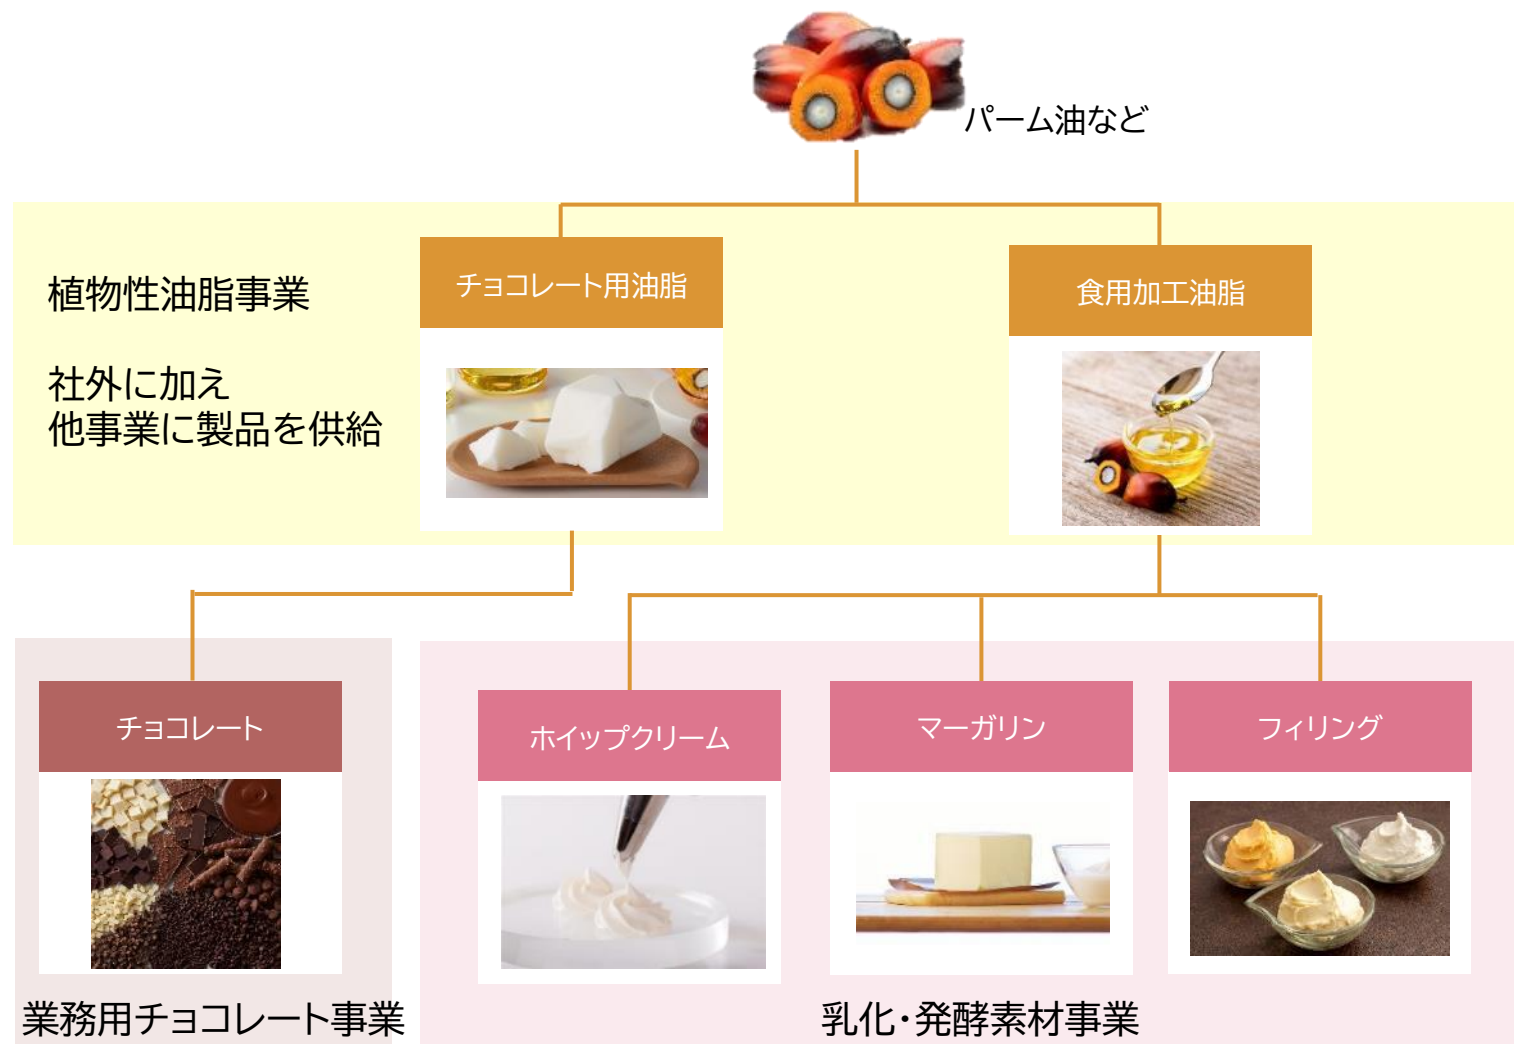 パーム油など
植物性油脂事業
社外に加え
他事業に製品を供給
チョコレート用油脂
食用加工油脂
チョコレート
ホイップクリーム
マーガリン
フィリング
業務用チョコレート事業
乳化・発酵素材事業